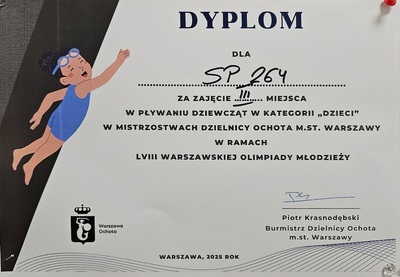 DYPLOM
DLA
SP 264
ZA ZAJĘCIE ...III... MIEJSCA
W PŁYWANIU DZIEWCZĄT W KATEGORII „DZIECI”
W MISTRZOSTWACH DZIELNICY OCHOTA M.ST. WARSZAWY
W RAMACH
LVIII WARSZAWSKIEJ OLIMPIADY MŁODZIEŻY
Piotr Krasnodębski
Burmistrz Dzielnicy Ochota
m.st. Warszawy
Warszawa
Ochota
WARSZAWA, 2025 ROK